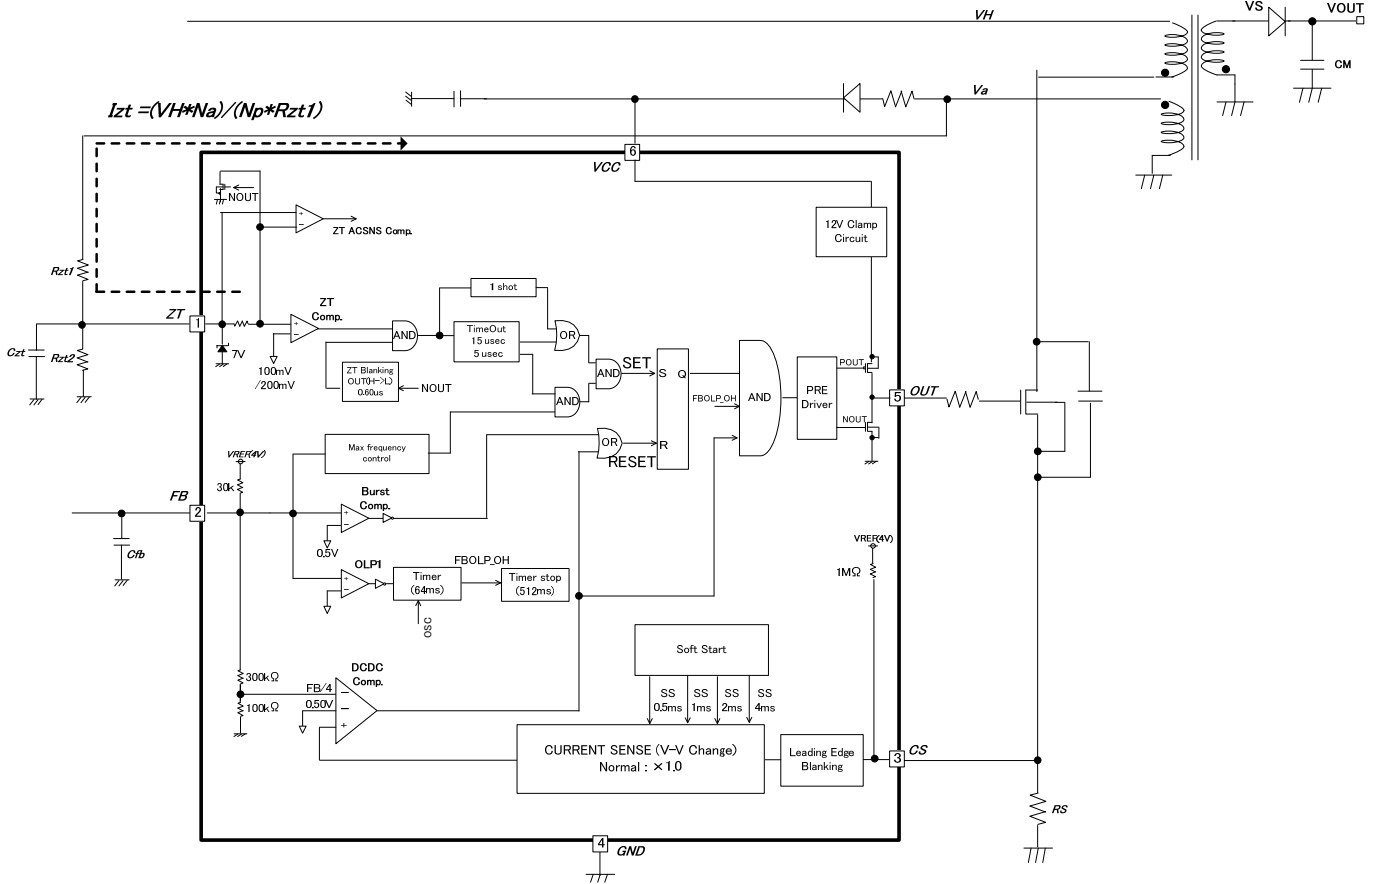 VH
VS
VOUT
CM
Va
Izt =(VH*Na)/(Np*Rzt1)
6
VCC
NOUT
+
−
ZT ACSNS Comp.
12V Clamp
Circuit
Rzt1
ZT
1
Czt
Rzt2
7V
ZT
Comp.
+
−
100mV
/200mV
AND
1 shot
TimeOut
15 usec
5 usec
OR
ZT Blanking
OUT(H->L)
0.60us
NOUT
AND
AND
SET
S
Q
R
FBOLP_OH
AND
PRE
Driver
POUT
NOUT
5
OUT
Max frequency
control
OR
RESET
VREF(4V)
30k
FB
2
Cfb
Burst
Comp.
+
−
0.5V
OLP1
+
−
Timer
(64ms)
FBOLP_OH
Timer stop
(512ms)
OSC
VREF(4V)
1MΩ
300kΩ
100kΩ
FB/4
0.50V
DCDC
Comp.
−
−
+
Soft Start
SS
0.5ms
SS
1ms
SS
2ms
SS
4ms
CURRENT SENSE (V-V Change)
Normal : ×1.0
Leading Edge
Blanking
3
CS
RS
4
GND